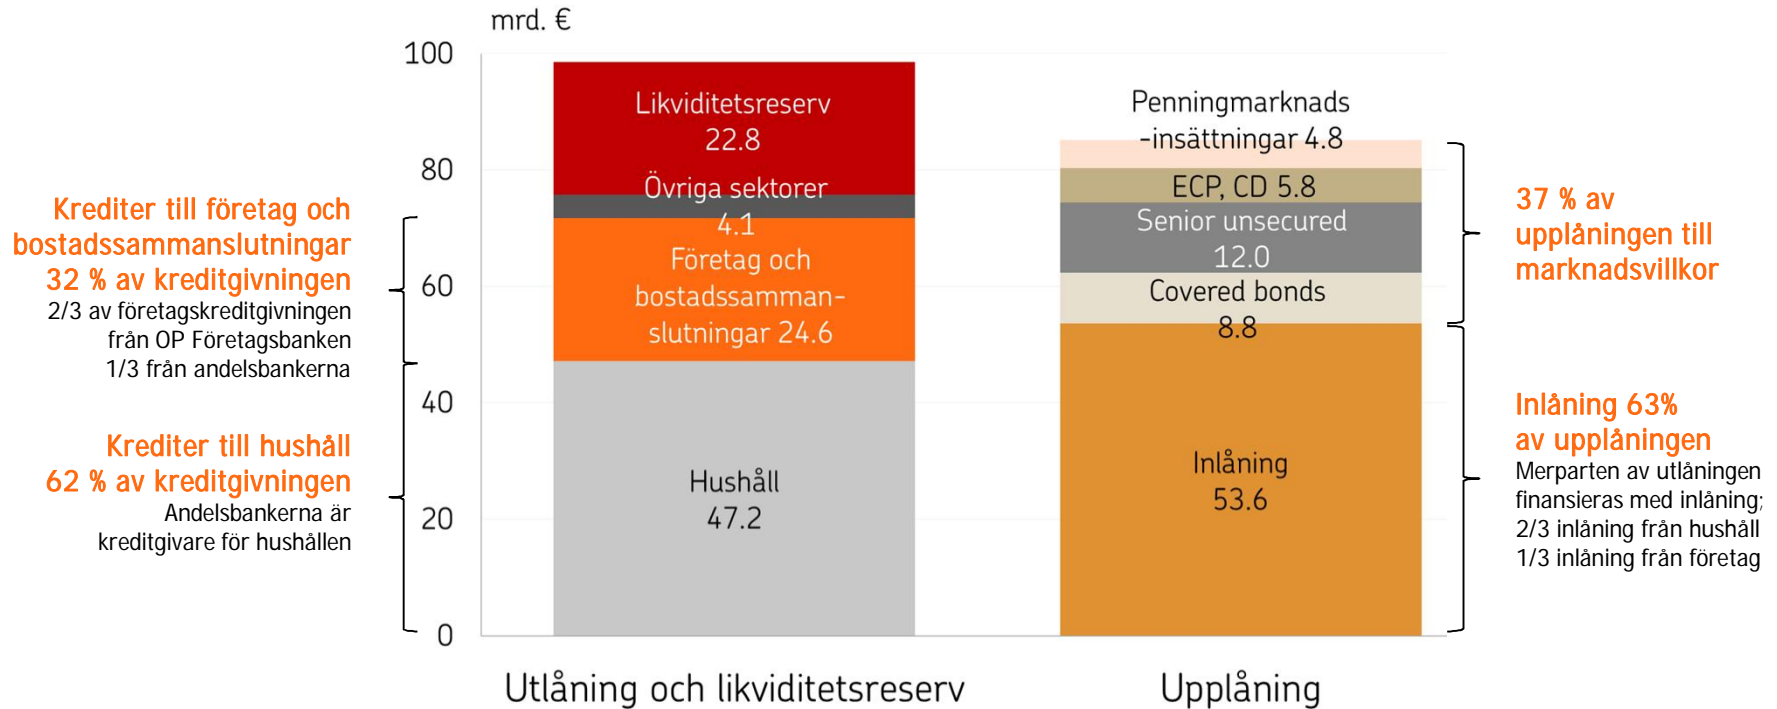 mrd. €
100
80
60
40
20
0
Krediter till företag och
bostadssammanslutningar
32 % av kreditgivningen
2/3 av företagskreditgivningen
från OP Företagsbanken
1/3 från andelsbankerna
Krediter till hushåll
62 % av kreditgivningen
Andelsbankerna är
kreditgivare för hushållen
Likviditetsreserv
22.8
Övriga sektorer
4.1
Företag och
bostadssamman-
slutningar 24.6
Hushåll
47.2
Utlåning och likviditetsreserv
Penningmarknads
-insättningar 4.8
ECP, CD 5.8
Senior unsecured
12.0
Covered bonds
8.8
Inlåning
53.6
Upplåning
37 % av
upplåningen till
marknadsvillkor
Inlåning 63%
av upplåningen
Merparten av utlåningen
finansieras med inlåning;
2/3 inlåning från hushåll
1/3 inlåning från företag